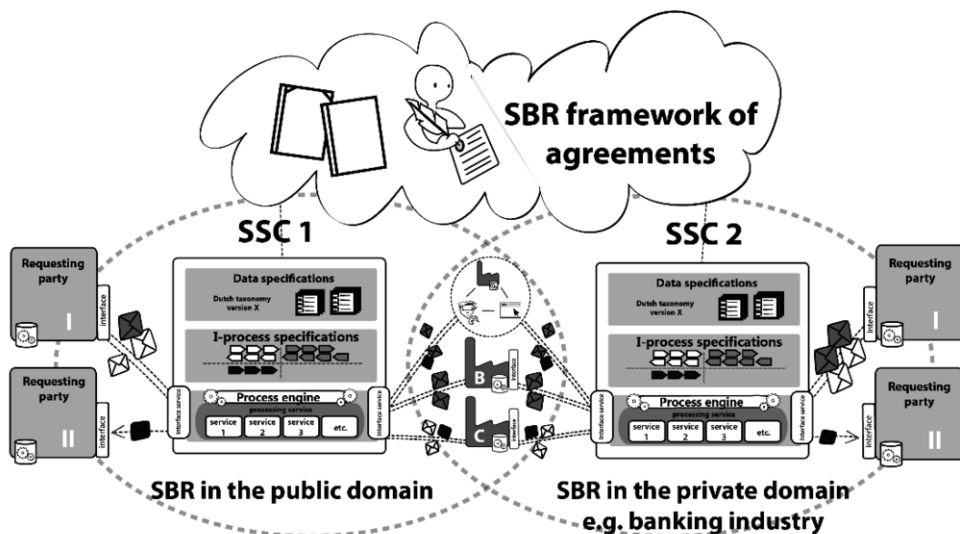 SBR framework of
agreements
SSC 1
SSC 2
Requesting
party
I
interface
Requesting
party
II
interface
Data specifications
Dutch taxonomy
version X
I-process specifications
Process engine
processing service
service
1
service
2
service
3
etc.
Interface service
Interface service
B
interface
C
interface
Data specifications
Dutch taxonomy
version X
I-process specifications
Process engine
processing service
service
1
service
2
service
3
etc.
Interface service
Interface service
Requesting
party
I
interface
Requesting
party
II
interface
SBR in the public domain
SBR in the private domain
e.g. banking industry